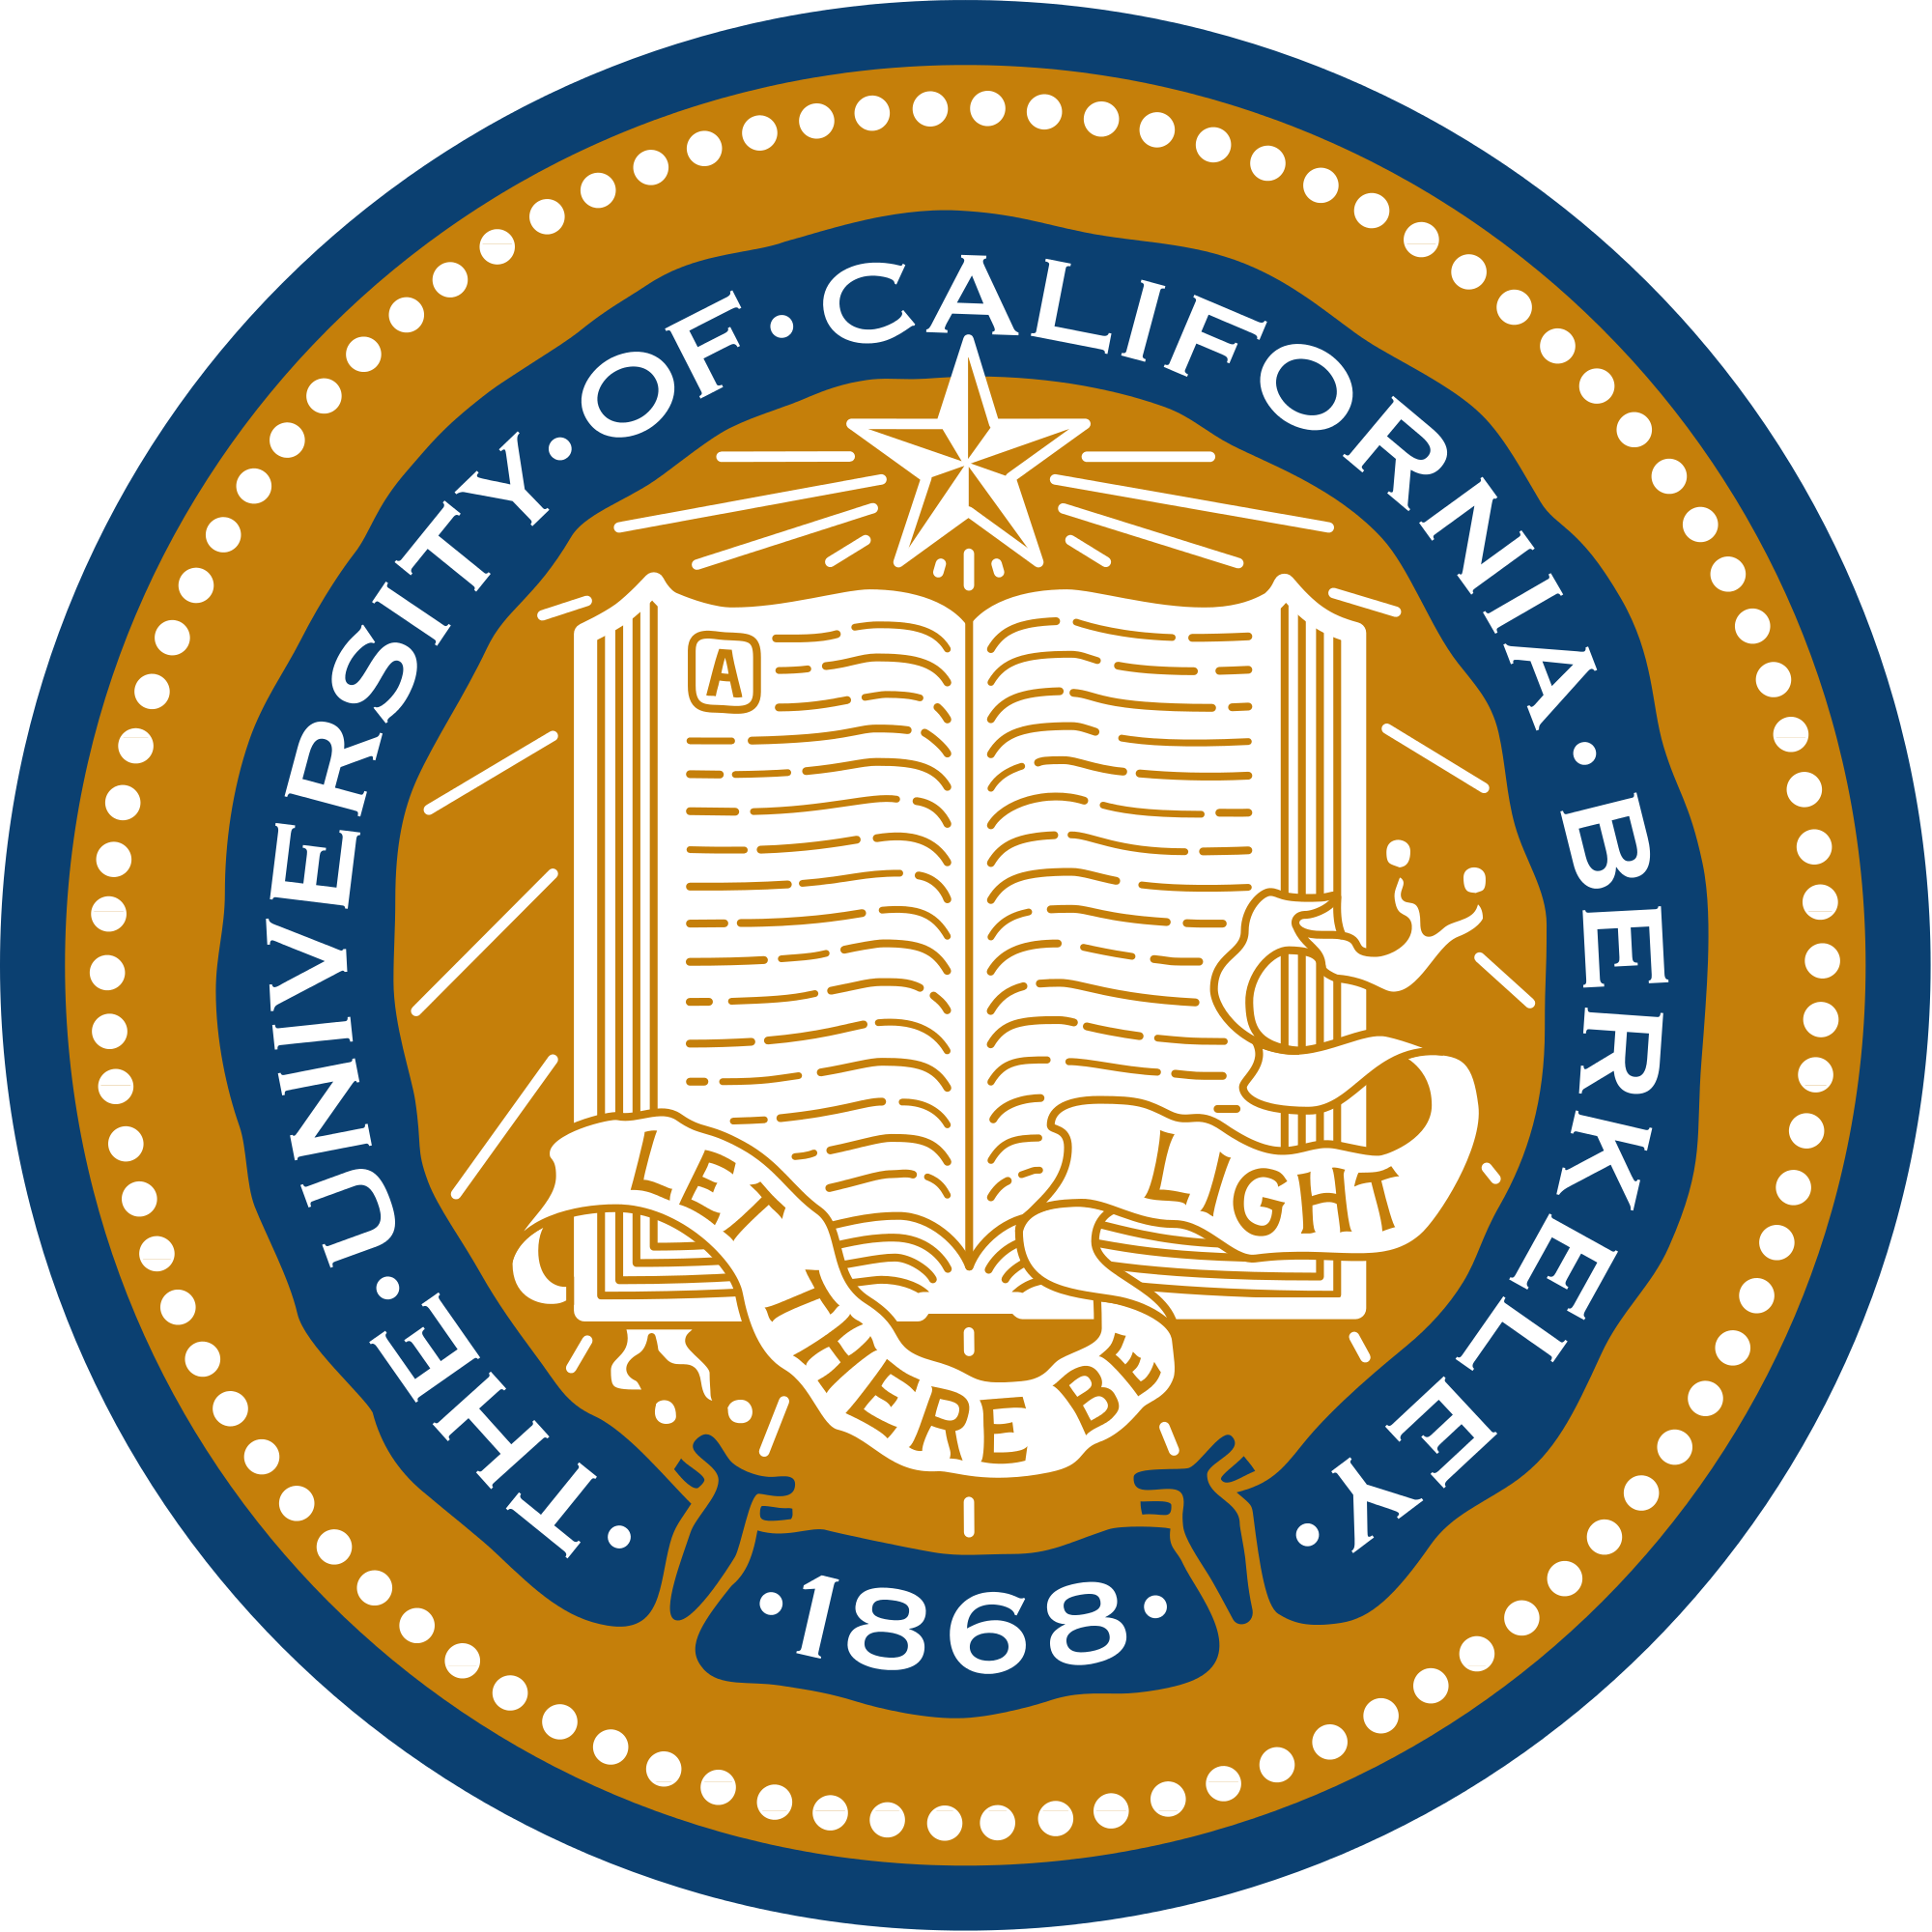 ·THE·UNIVERSITY·OF·CALIFORNIA·BERKELEY·
A
LET THERE BE LIGHT
·1868·